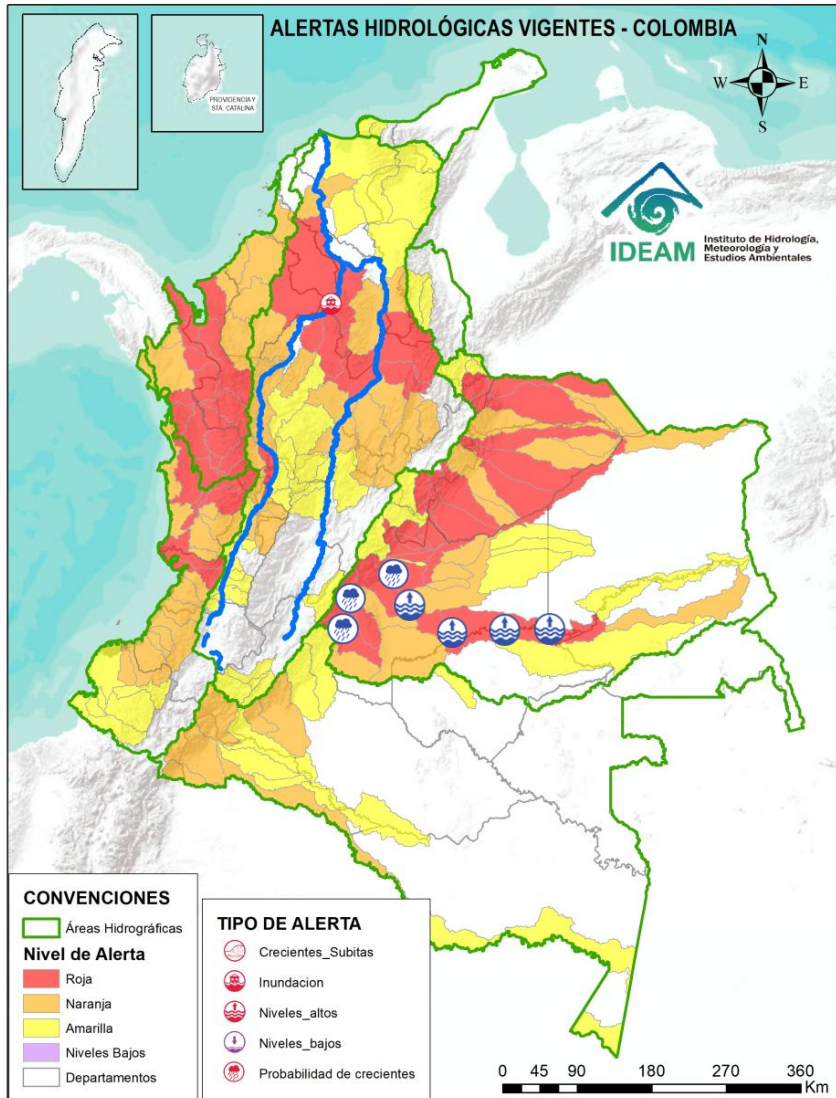 ALERTAS HIDROLÓGICAS VIGENTES - COLOMBIA
PROVIDENCIA Y
STA. CATALINA
N
W
E
S
IDEAM
Instituto de Hidrología,
Meteorología y
Estudios Ambientales
CONVENCIONES
Áreas Hidrográficas
Nivel de Alerta
Roja
Naranja
Amarilla
Niveles Bajos
Departamentos
TIPO DE ALERTA
Crecientes_Subitas
Inundacion
Niveles_altos
Niveles_bajos
Probabilidad de crecientes
0 45 90 180 270 360
Km